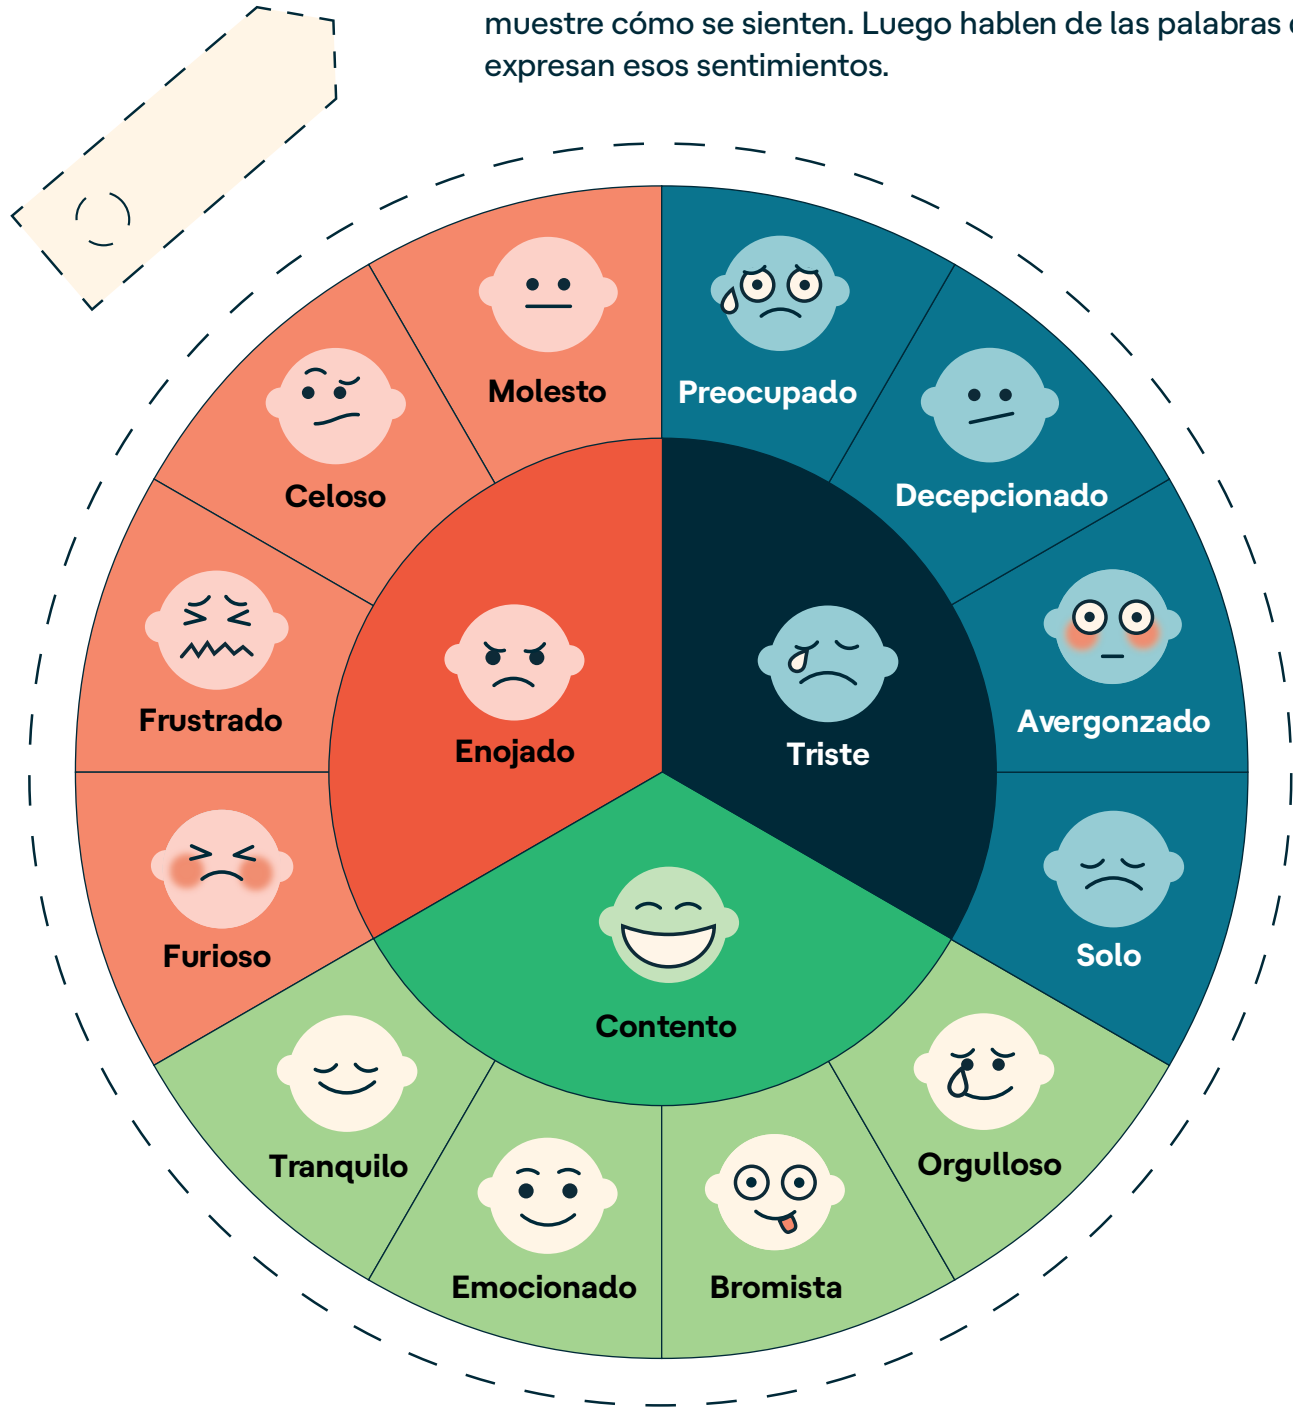 muestre cómo se sienten. Luego hablen de las palabras
expresan esos sentimientos.
Molesto
Preocupado
Celoso
Decepcionado
Frustrado
Avergonzado
Enojado
Triste
Furioso
Solo
Contento
Tranquilo
Orgulloso
Emocionado
Bromista